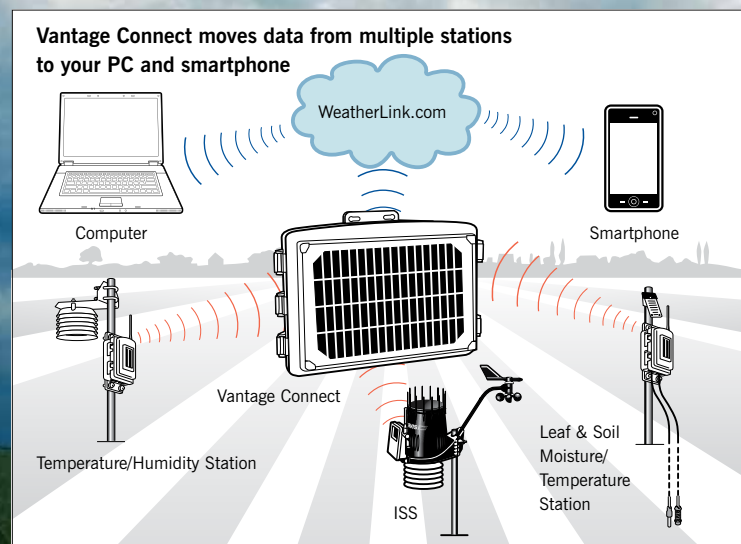 Vantage Connect moves data from multiple stations
to your PC and smartphone
WeatherLink.com
Computer
Smartphone
Vantage Connect
Temperature/Humidity Station
ISS
Leaf & Soil
Moisture/
Temperature
Station